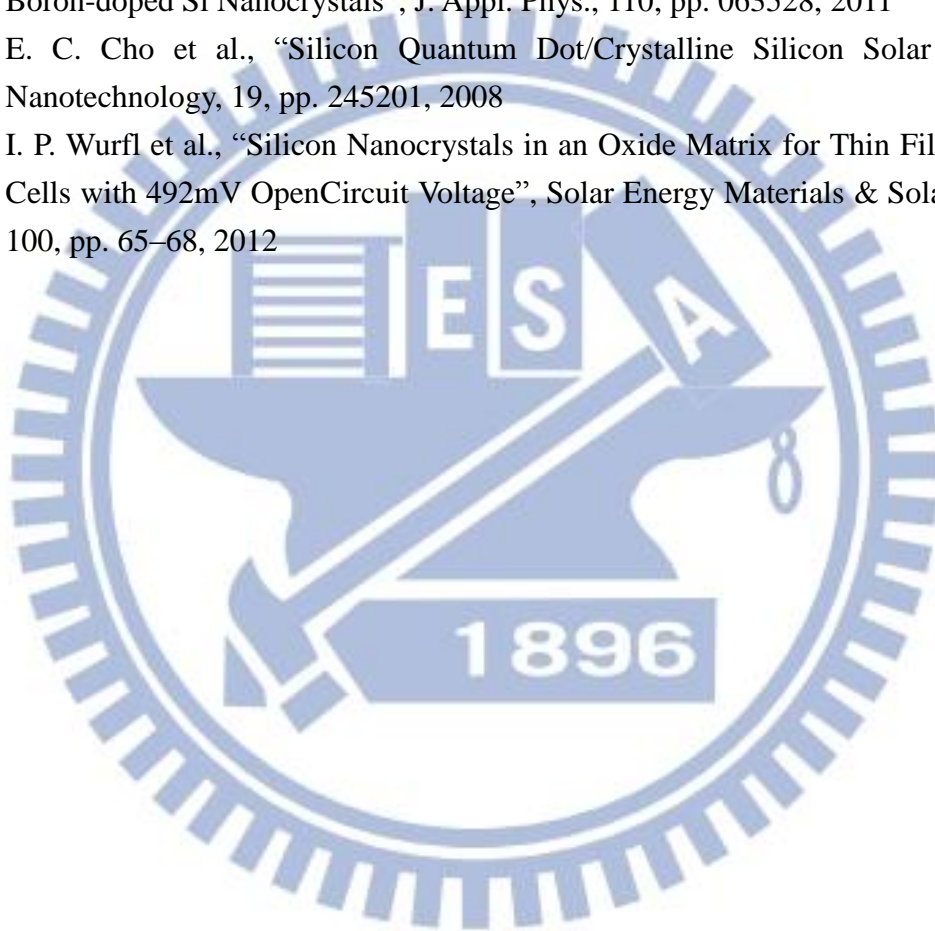 Boron-doped Si Nanocrystals", J. Appl. Phys., 110, pp. 063528, 2011
E. C. Cho et al., “Silicon Quantum Dot/Crystalline Silicon Solar
Nanotechnology, 19, pp. 245201, 2008
I. P. Wurfl et al., “Silicon Nanocrystals in an Oxide Matrix for Thin Fil
Cells with 492mV OpenCircuit Voltage”, Solar Energy Materials & Sola
100, pp. 65–68, 2012
E S A
8
1896